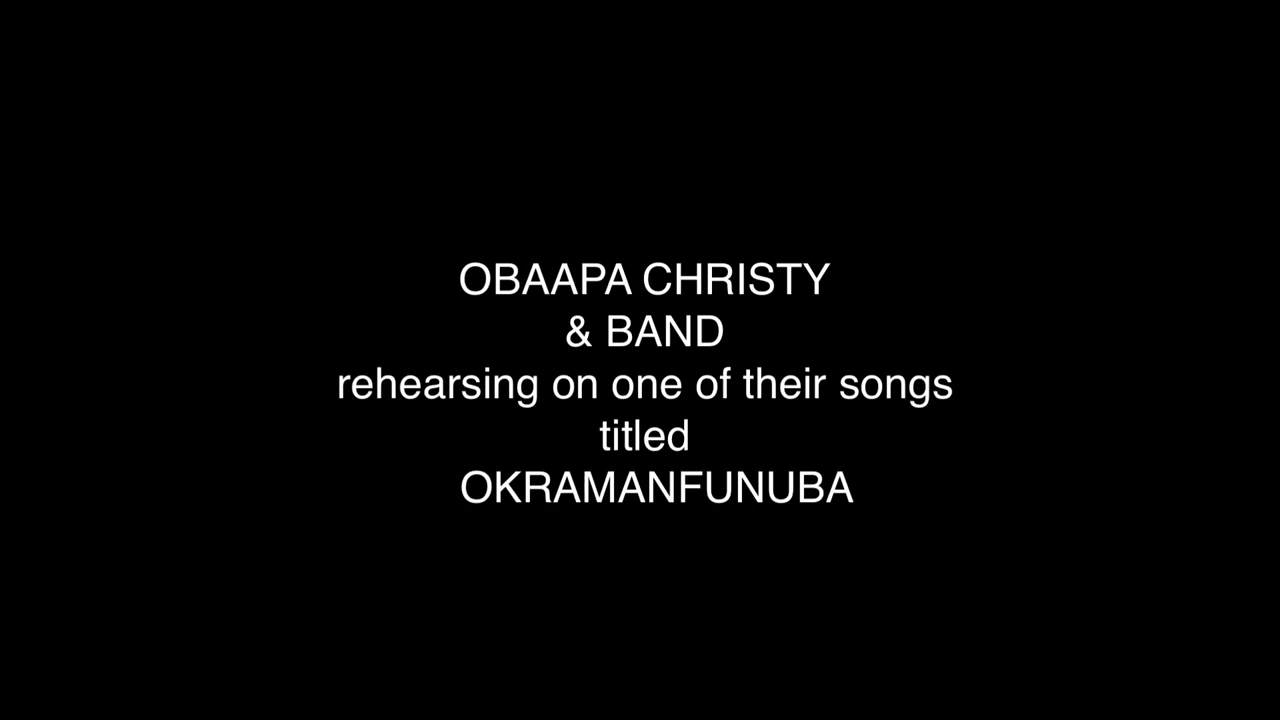 OBAAPA CHRISTY
& BAND
rehearsing on one of their songs
titled
OKRAMANFUNUBA